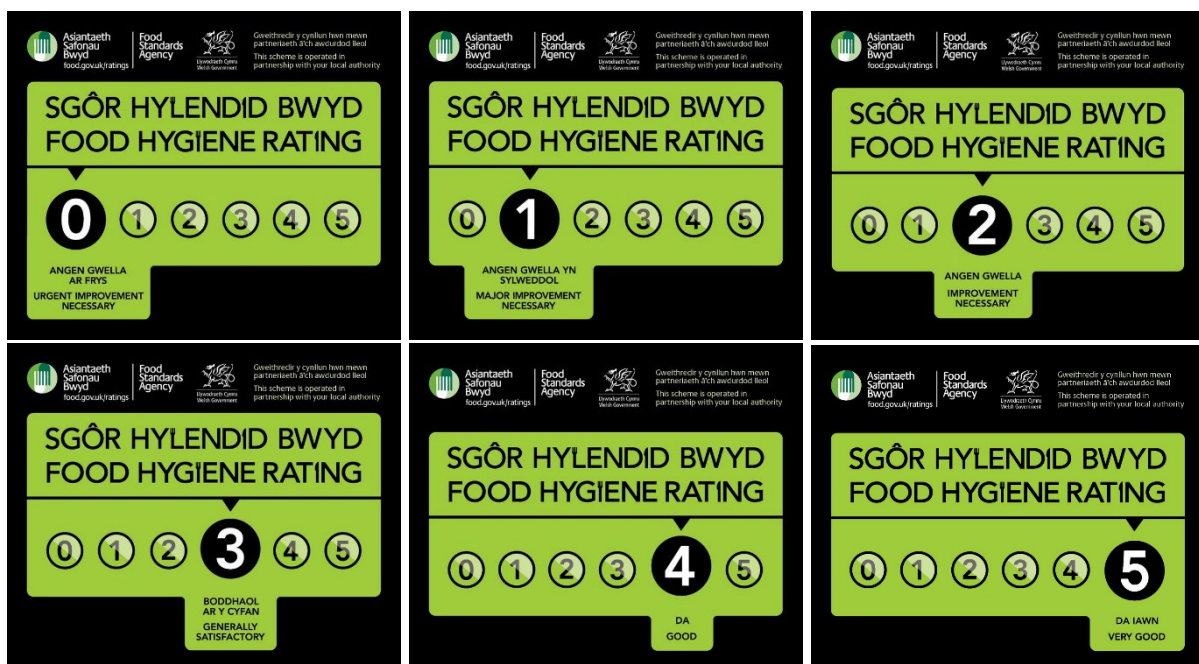 Asiantaeth
Safonau
Bwyd
food.gov.uk/ratings
Food
Standards
Agency
Llywodraeth Cymru
Welsh Government
Gweithredir y cynllun hwn mewn
partneriaeth â'ch awdurdod lleol
This scheme is operated in
partnership with your local authority
SGÔR HYLENDID BWYD
FOOD HYGIENE RATING
0 1 2 3 4 5
ANGEN GWELLA
AR FRYS
URGENT IMPROVEMENT
NECESSARY
Asiantaeth
Safonau
Bwyd
food.gov.uk/ratings
Food
Standards
Agency
Llywodraeth Cymru
Welsh Government
Gweithredir y cynllun hwn mewn
partneriaeth â'ch awdurdod lleol
This scheme is operated in
partnership with your local authority
SGÔR HYLENDID BWYD
FOOD HYGIENE RATING
0 1 2 3 4 5
ANGEN GWELLA YN
SYLWEDDOL
MAJOR IMPROVEMENT
NECESSARY
Asiantaeth
Safonau
Bwyd
food.gov.uk/ratings
Food
Standards
Agency
Llywodraeth Cymru
Welsh Government
Gweithredir y cynllun hwn mewn
partneriaeth â'ch awdurdod lleol
This scheme is operated in
partnership with your local authority
SGÔR HYLENDID BWYD
FOOD HYGIENE RATING
0 1 2 3 4 5
ANGEN GWELLA
IMPROVEMENT
NECESSARY
Asiantaeth
Safonau
Bwyd
food.gov.uk/ratings
Food
Standards
Agency
Llywodraeth Cymru
Welsh Government
Gweithredir y cynllun hwn mewn
partneriaeth â'ch awdurdod lleol
This scheme is operated in
partnership with your local authority
SGÔR HYLENDID BWYD
FOOD HYGIENE RATING
0 1 2 3 4 5
BODDHAOL
AR Y CYFAN
GENERALLY
SATISFACTORY
Asiantaeth
Safonau
Bwyd
food.gov.uk/ratings
Food
Standards
Agency
Llywodraeth Cymru
Welsh Government
Gweithredir y cynllun hwn mewn
partneriaeth â'ch awdurdod lleol
This scheme is operated in
partnership with your local authority
SGÔR HYLENDID BWYD
FOOD HYGIENE RATING
0 1 2 3 4 5
DA
GOOD
Asiantaeth
Safonau
Bwyd
food.gov.uk/ratings
Food
Standards
Agency
Llywodraeth Cymru
Welsh Government
Gweithredir y cynllun hwn mewn
partneriaeth â'ch awdurdod lleol
This scheme is operated in
partnership with your local authority
SGÔR HYLENDID BWYD
FOOD HYGIENE RATING
0 1 2 3 4 5
DA IAWN
VERY GOOD